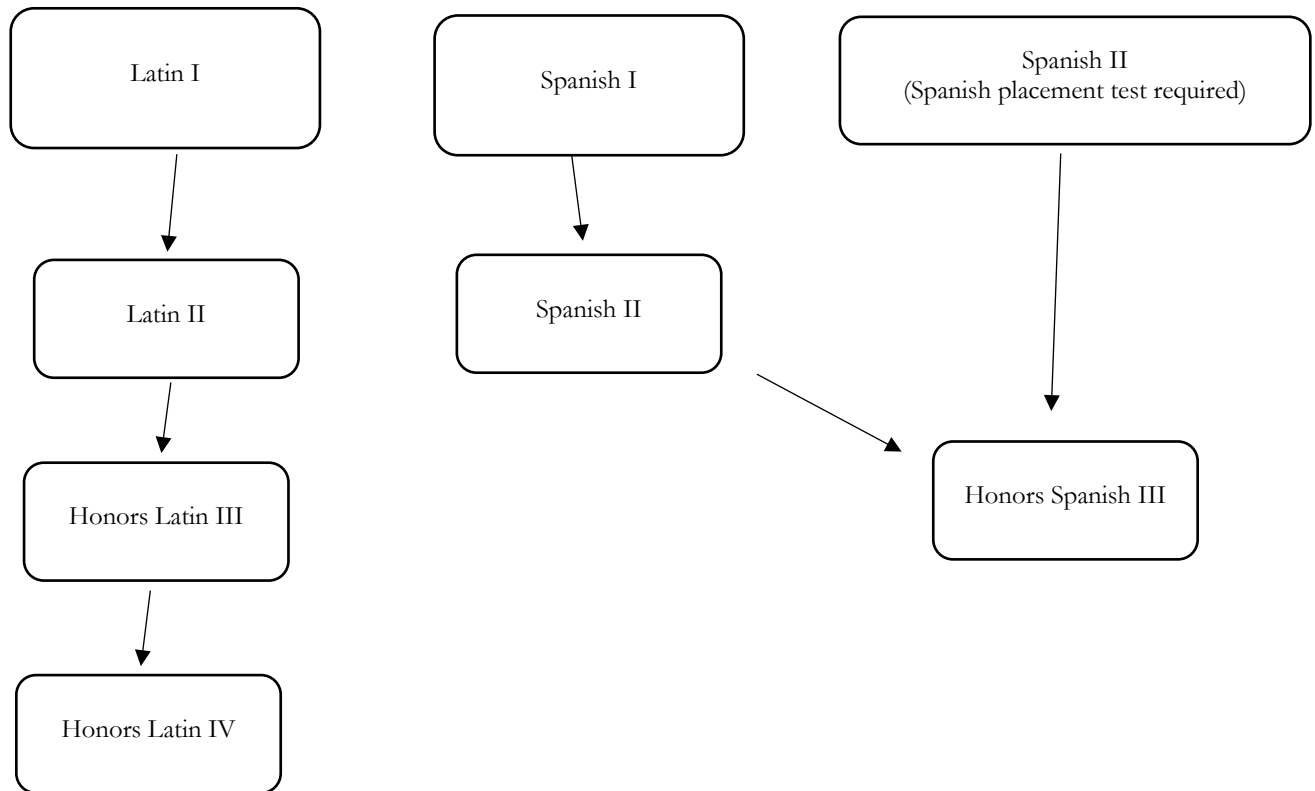 Latin I
Spanish I
Spanish II
(Spanish placement test required)
Latin II
Spanish II
Honors Latin III
Honors Spanish III
Honors Latin IV